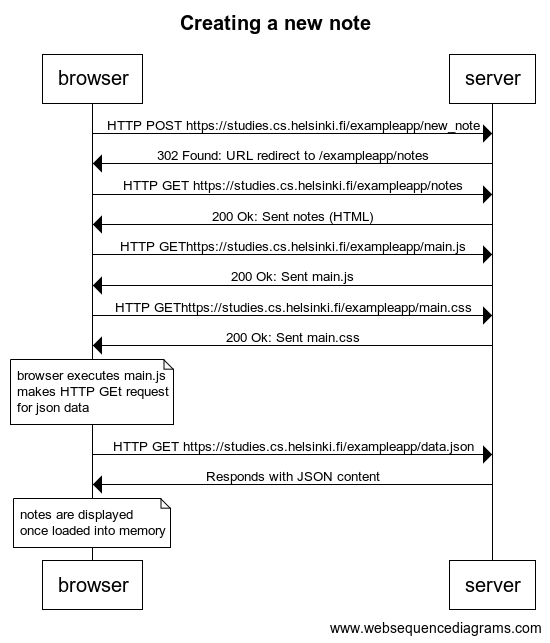 Creating a new note
browser
server
HTTP POST https://studies.cs.helsinki.fi/exampleapp/new_note
302 Found: URL redirect to /exampleapp/notes
HTTP GET https://studies.cs.helsinki.fi/exampleapp/notes
200 Ok: Sent notes (HTML)
HTTP GEThttps://studies.cs.helsinki.fi/exampleapp/main.js
200 Ok: Sent main.js
HTTP GEThttps://studies.cs.helsinki.fi/exampleapp/main.css
200 Ok: Sent main.css
browser executes main.js
makes HTTP GEt request
for json data
HTTP GET https://studies.cs.helsinki.fi/exampleapp/data.json
Responds with JSON content
notes are displayed
once loaded into memory
browser
server
www.websequencediagrams.com